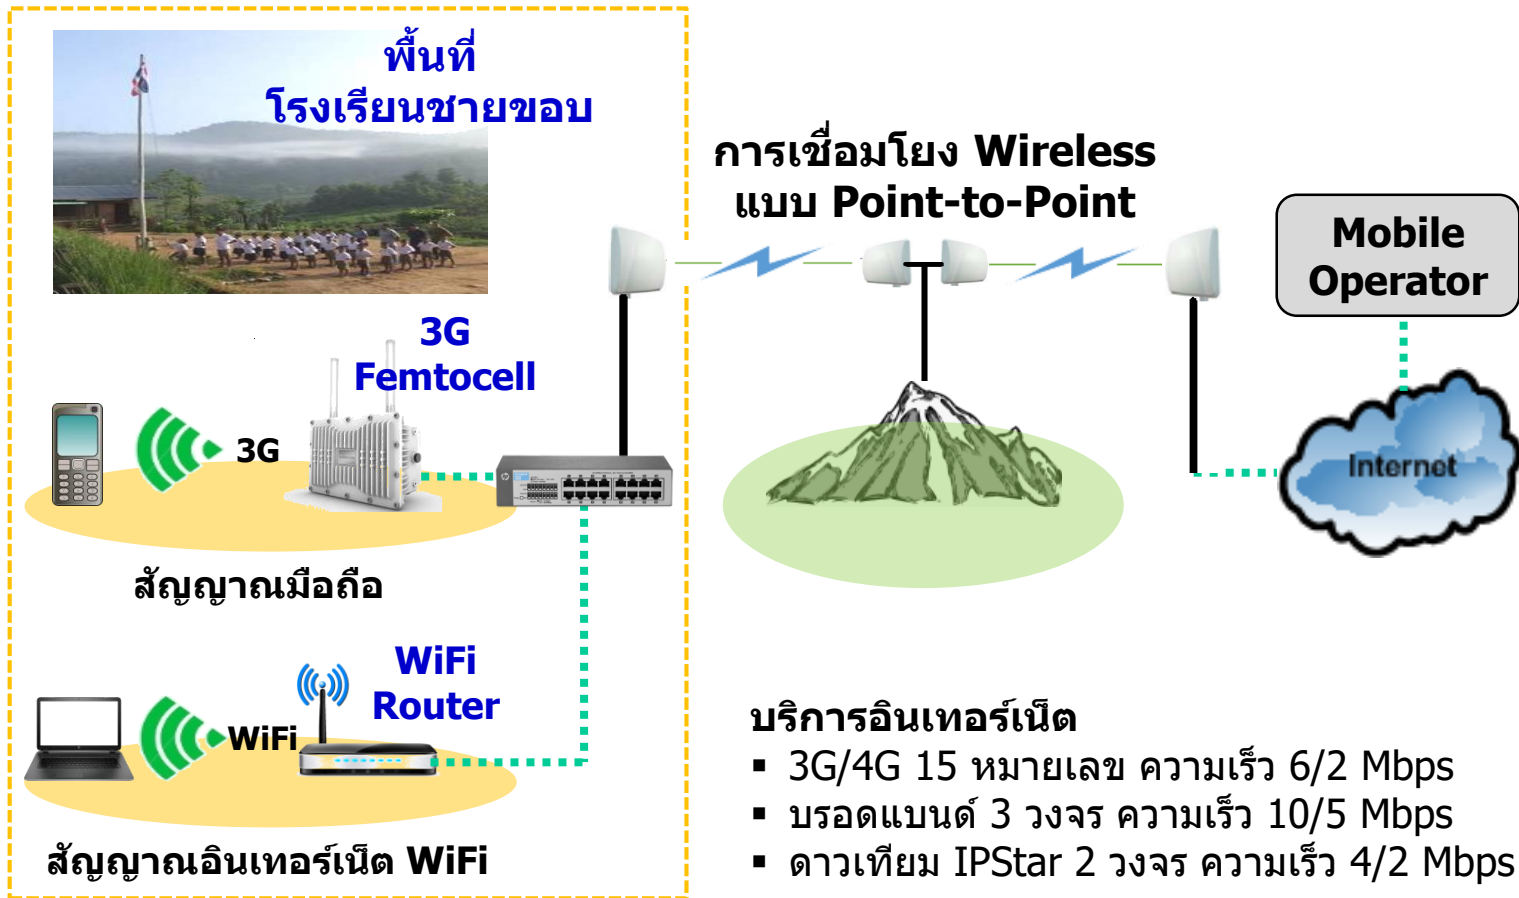 พื้นที่
โรงเรียนชายขอบ
การเชื่อมโยง Wireless
แบบ Point-to-Point
Mobile
Operator
3G
Femtocell
3G
Internet
สัญญาณมือถือ
WiFi
Router
WiFi
สัญญาณอินเทอร์เน็ต WiFi
บริการอินเทอร์เน็ต
▪ 3G/4G 15 หมายเลข ความเร็ว 6/2 Mbps
▪ บรอดแบนด์ 3 วงจร ความเร็ว 10/5 Mbps
▪ ดาวเทียม IPStar 2 วงจร ความเร็ว 4/2 Mbps